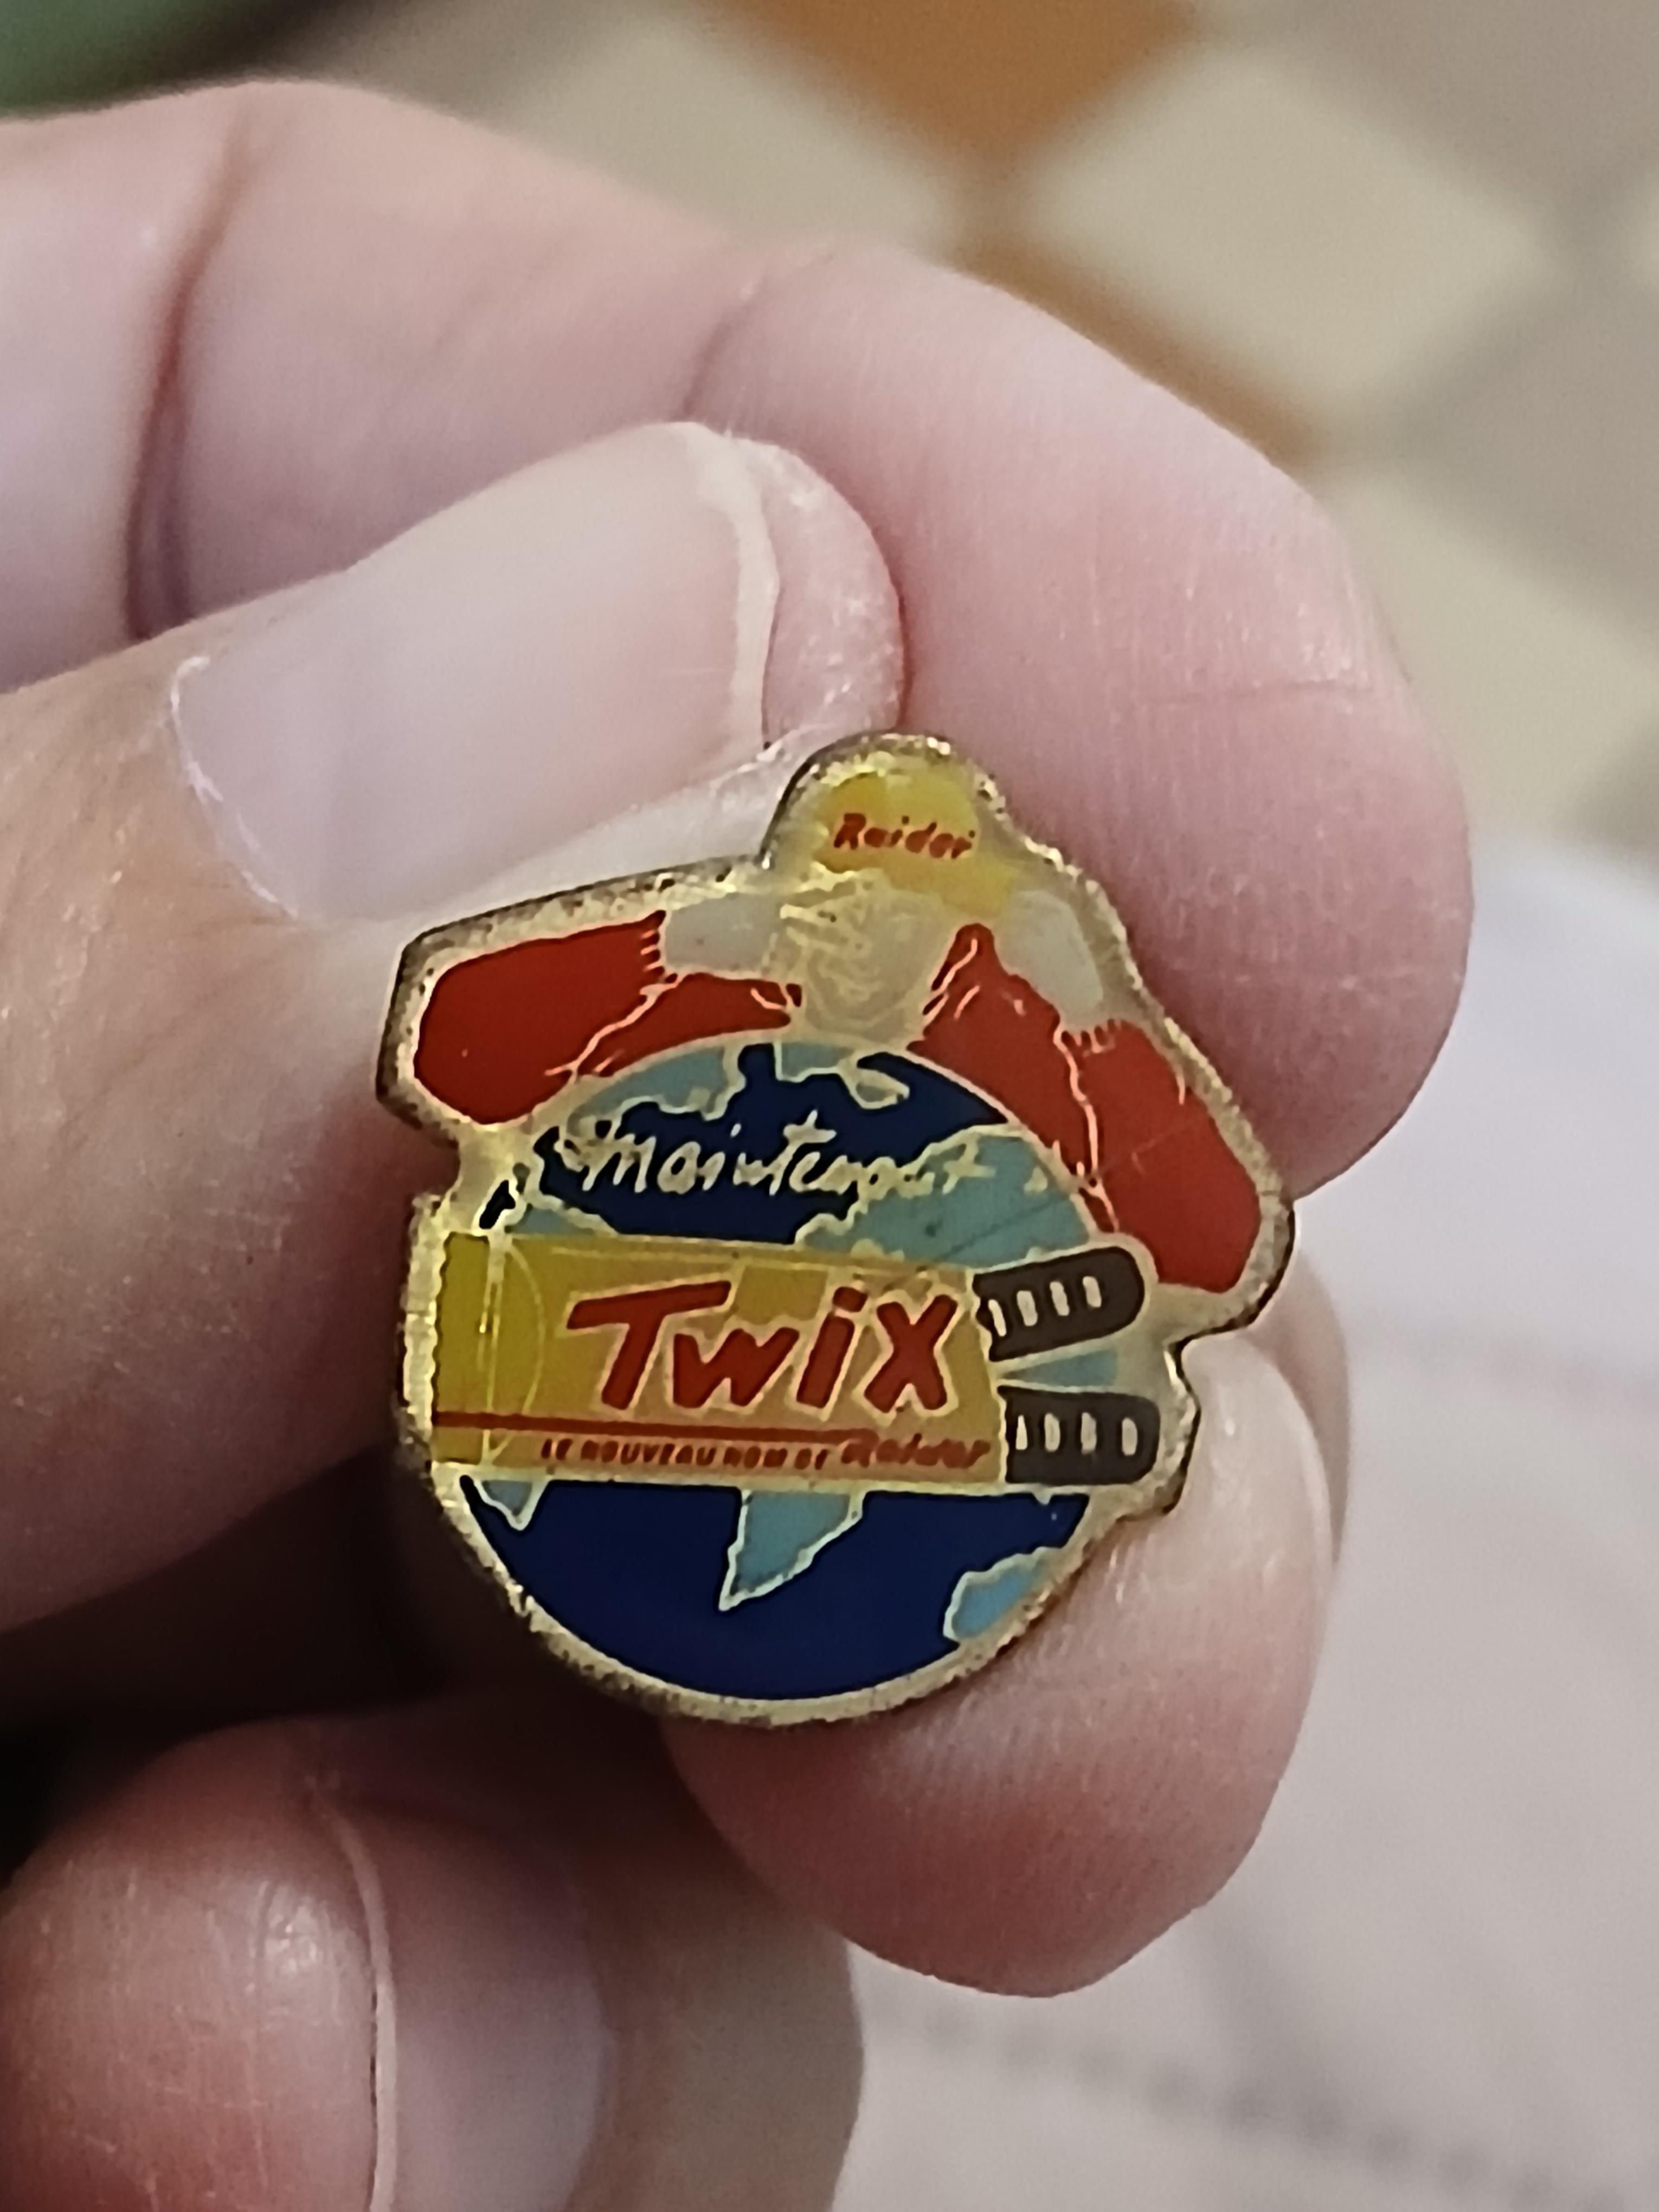 Raider
Maintenant
Twix
LE NOUVEAU NOM DE Raider